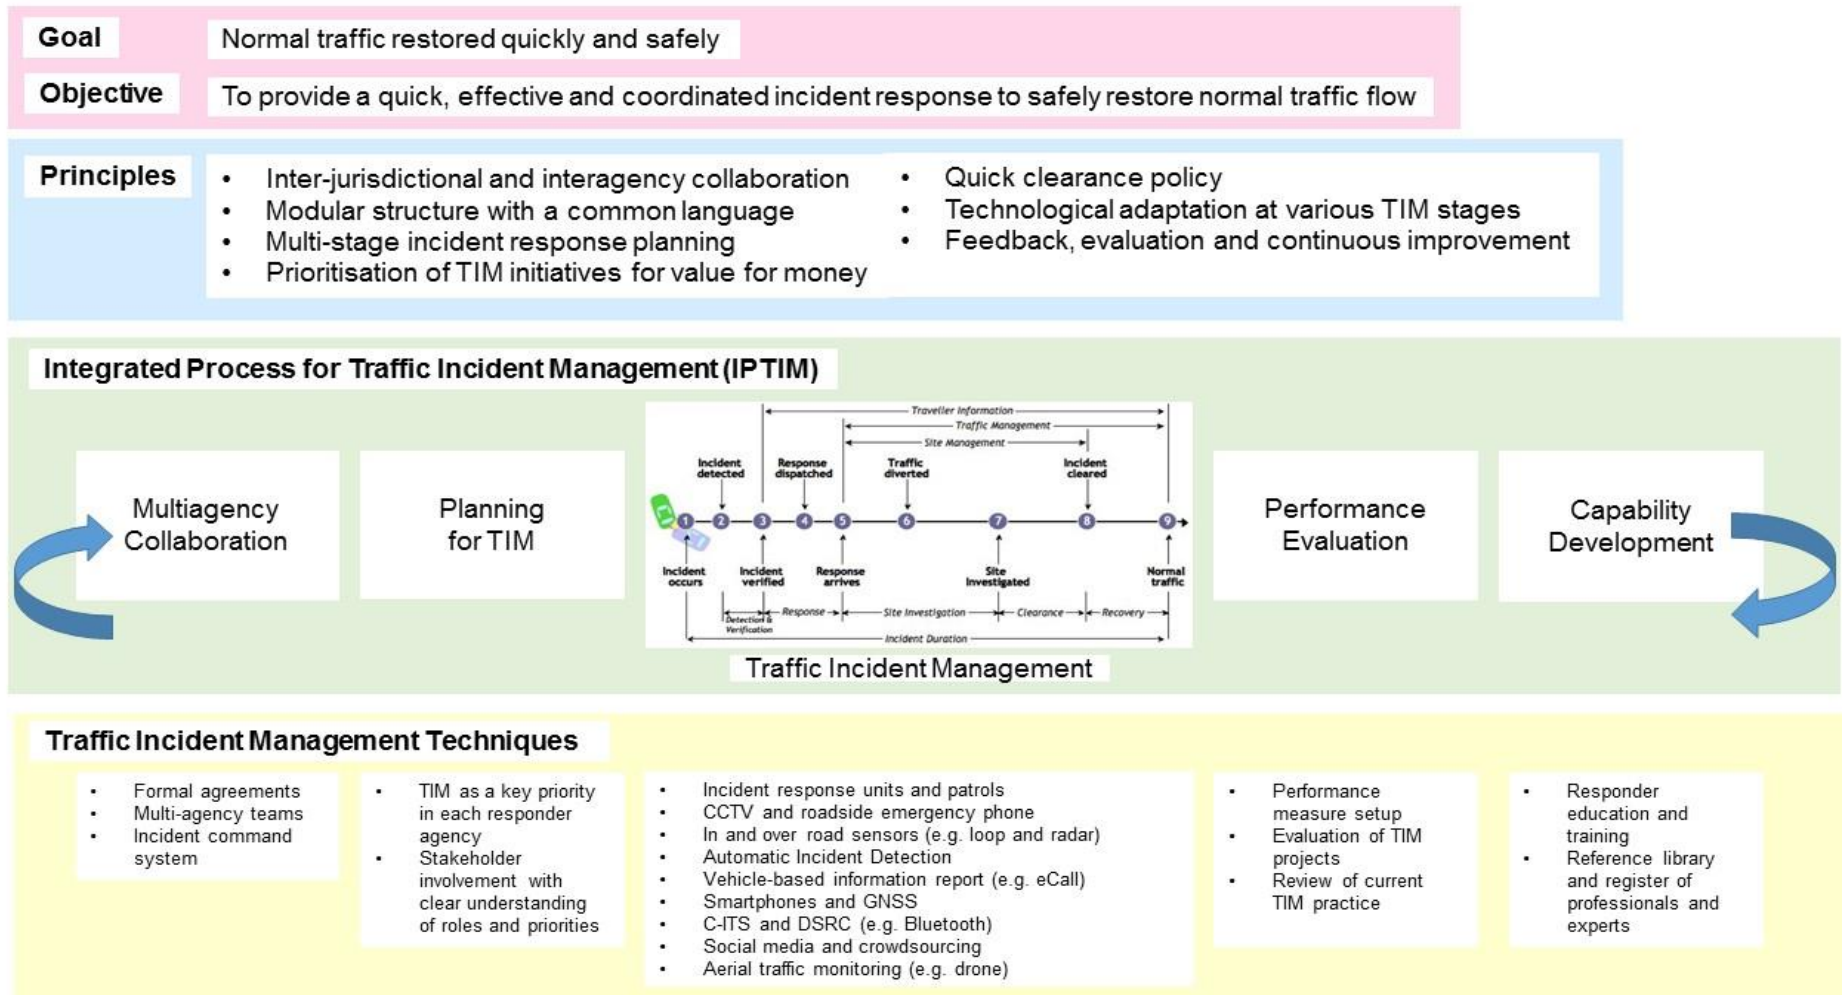 Goal
Normal traffic restored quickly and safely
Objective
To provide a quick, effective and coordinated incident response to safely restore normal traffic flow
Principles
• Inter-jurisdictional and interagency collaboration
• Modular structure with a common language
• Multi-stage incident response planning
• Prioritisation of TIM initiatives for value for money
• Quick clearance policy
• Technological adaptation at various TIM stages
• Feedback, evaluation and continuous improvement
Integrated Process for Traffic Incident Management (IPTIM)
Multiagency
Collaboration
Planning
for TIM
Traveller Information
Traffic Management
Site Management
Incident
detected
Response
dispatched
Traffic
diverted
Incident
cleared
1 2 3 4 5 6 7 8 9
Incident
occurs
Incident
verified
Response
arrives
Site
Investigated
Normal
traffic
Detection &
Verification
Response
Site Investigation
Clearance
Recovery
Incident Duration
Traffic Incident Management
Performance
Evaluation
Capability
Development
Traffic Incident Management Techniques
• Formal agreements
• Multi-agency teams
• Incident command
system
• TIM as a key priority
in each responder
agency
• Stakeholder
involvement with
clear understanding
of roles and priorities
• Incident response units and patrols
• CCTV and roadside emergency phone
• In and over road sensors (e.g. loop and radar)
• Automatic Incident Detection
• Vehicle-based information report (e.g. eCall)
• Smartphones and GNSS
• C-ITS and DSRC (e.g. Bluetooth)
• Social media and crowdsourcing
• Aerial traffic monitoring (e.g. drone)
• Performance
measure setup
• Evaluation of TIM
projects
• Review of current
TIM practice
• Responder
education and
training
• Reference library
and register of
professionals and
experts